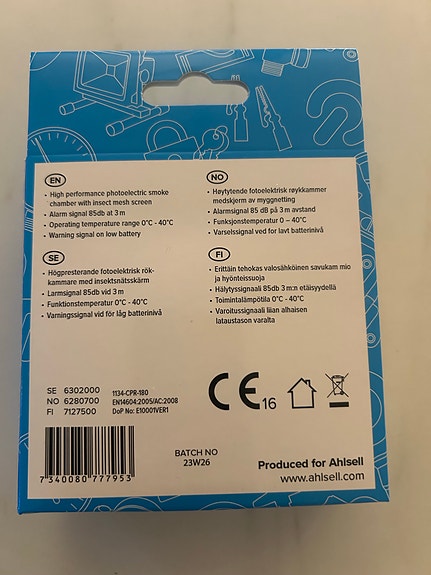 EN
• High performance photoelectric smoke
chamber with insect mesh screen
• Alarm signal 85db at 3 m
• Operating temperature range 0°C - 40°C
• Warning signal on low battery
NO
• Høytytende fotoelektrisk røykkammer
medskjerm av myggnetting
• Alarmsignal 85 dB på 3 m avstand
• Funksjonstemperatur 0 – 40°C
• Varselssignal ved for lavt batterinivå
SE
• Högpresterande fotoelektrisk rök-
kammare med insektsnätsskärm
• Larmsignal 85db vid 3 m
• Funktionstemperatur 0°C - 40°C
• Varningssignal vid för låg batterinivå
FI
• Erittäin tehokas valosähköinen savukam mio
ja hyönteissuoja
• Hälytyssignaali 85db 3 m:n etäisyydellä
• Toimintalämpötila 0°C - 40°C
• Varoitussignaali liian alhaisen
lataustason varalta
SE 6302000
NO 6280700
FI 7127500
1134-CPR-180
EN14604:2005/AC:2008
DoP No: E10001VER1
CE 16
7 340080 777953
BATCH NO
23W26
Produced for Ahlsell
www.ahlsell.com